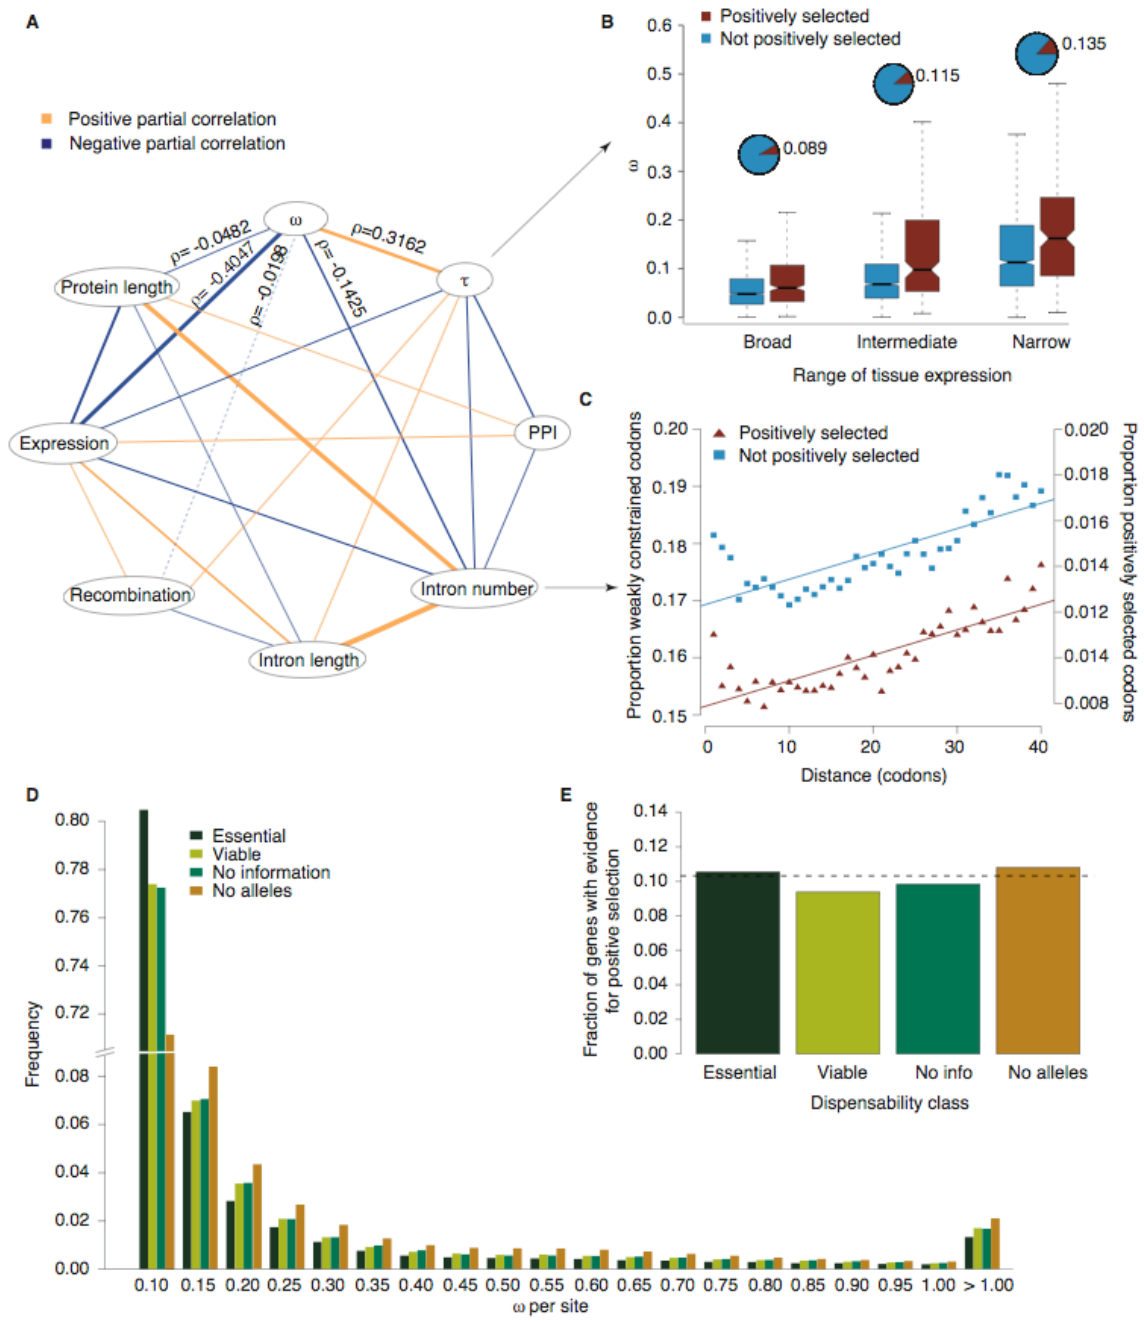 A
Positive partial correlation
Negative partial correlation
ω
ρ= -0.0482
ρ= -0.4047
ρ= -0.0198
ρ= -0.1425
ρ=0.3162
Protein length
τ
Expression
PPI
Recombination
Intron number
Intron length
B
Positively selected
Not positively selected
0.6
0.5
0.4
0.3
0.2
0.1
0.0
ω
0.089
0.115
0.135
Broad Intermediate Narrow
Range of tissue expression
C
Positively selected
Not positively selected
Proportion weakly constrained codons
0.20
0.19
0.18
0.17
0.16
0.15
0.020
0.018
0.016
0.014
0.012
0.014
0.008
Proportion positively
selected codons
0 10 20 30 40
Distance (codons)
D
Essential
Viable
No information
No alleles
Frequency
0.80
0.78
0.76
0.74
0.72
0.08
0.06
0.04
0.02
0.00
0.10 0.15 0.20 0.25 0.30 0.35 0.40 0.45 0.50 0.55 0.60 0.65 0.70 0.75 0.80 0.85 0.90 0.95 1.00 > 1.00
ω per site
E
Fraction of genes with evidence
for positive selection
0.14
0.12
0.10
0.08
0.06
0.04
0.02
0.00
Essential Viable No info No alleles
Dispensability class